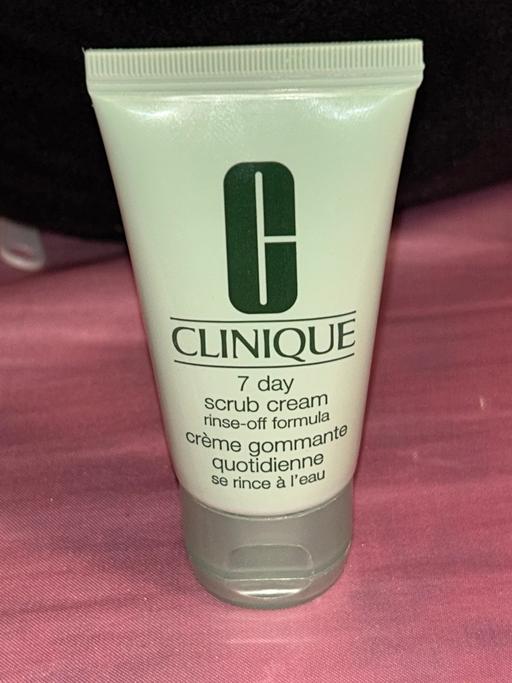 C
CLINIQUE
7 day
scrub cream
rinse-off formula
crème gommante
quotidienne
se rince à l'eau